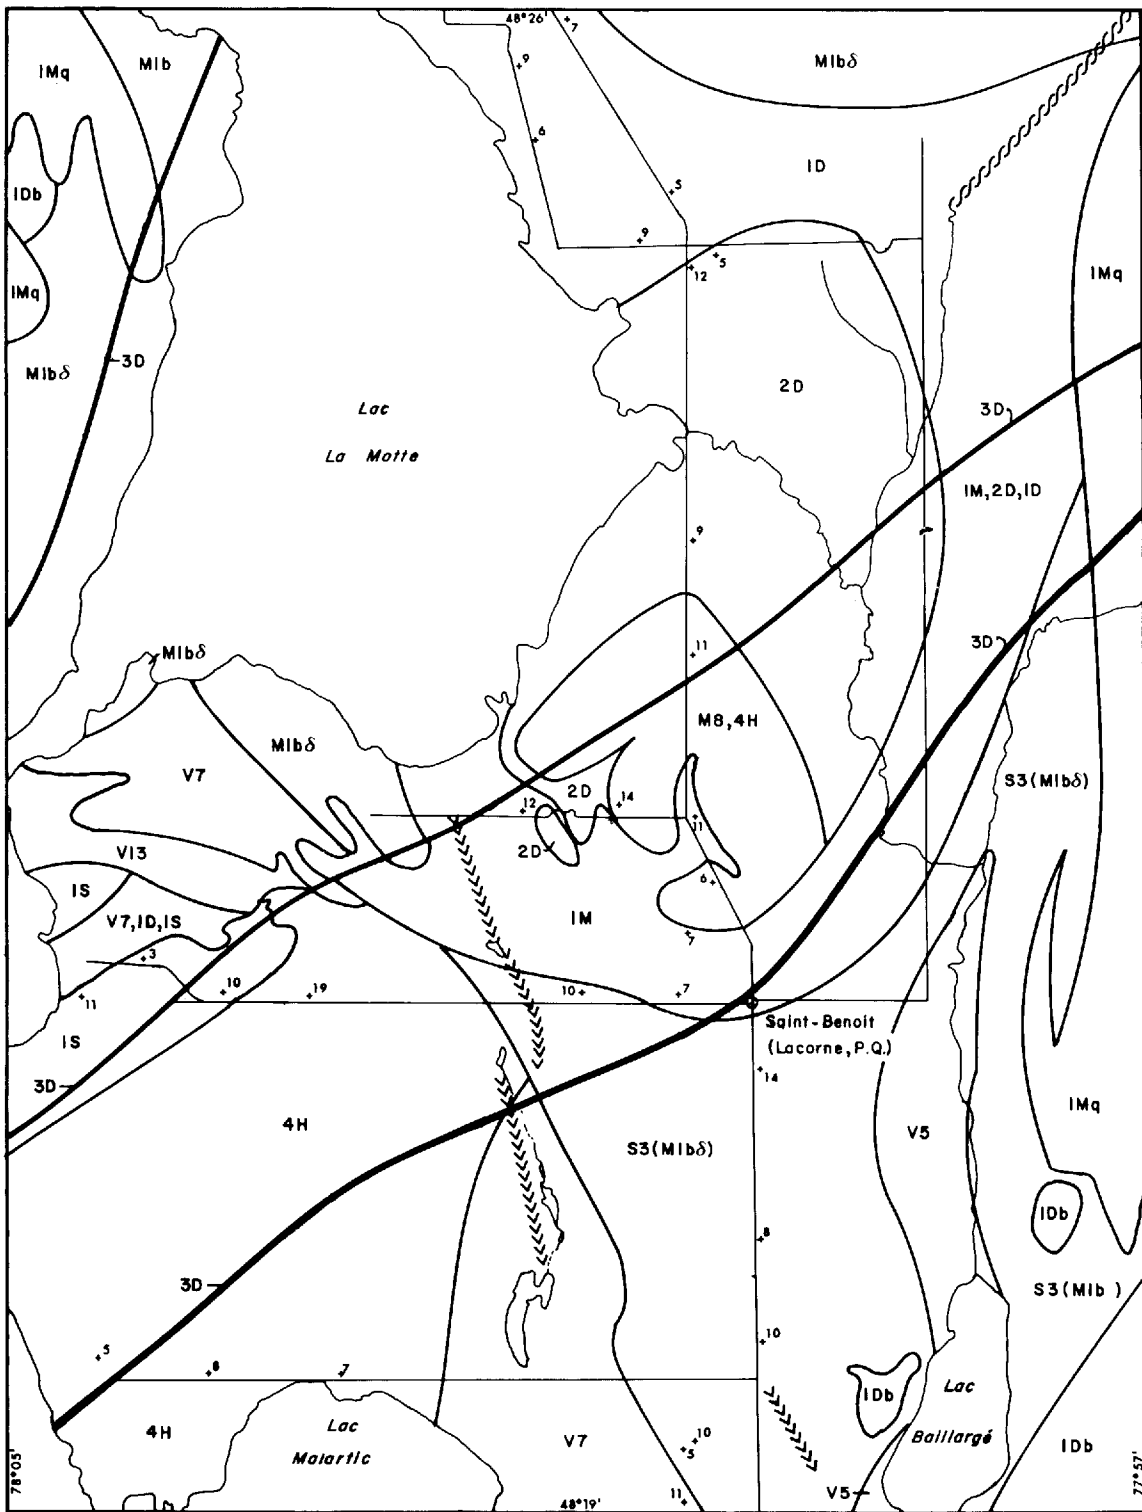 48°26'
7
IMq
MIb
9
MIbδ
6
ID
IDb
5
9
5
12
IMq
IMq
3D
MIbδ
2D
Lac
La Motte
3D
IM,2D,ID
9
3D
MIbδ
11
M8,4H
MIbδ
V7
2D
S3(MIbδ)
12
14
11
2D
VI3
6
IS
IM
V7,ID,IS
7
3
11
10
19
10
7
Saint-Benoit
(Lacorne, P.Q.)
IS
14
3D
4H
IMq
V5
S3(MIbδ)
IDb
8
3D
S3(MIb )
10
5
8
7
IDb
Lac
Baillargé
4H
Lac
Malartic
V7
10
5
IDb
78°05'
77°57'
V5
11
48°19'